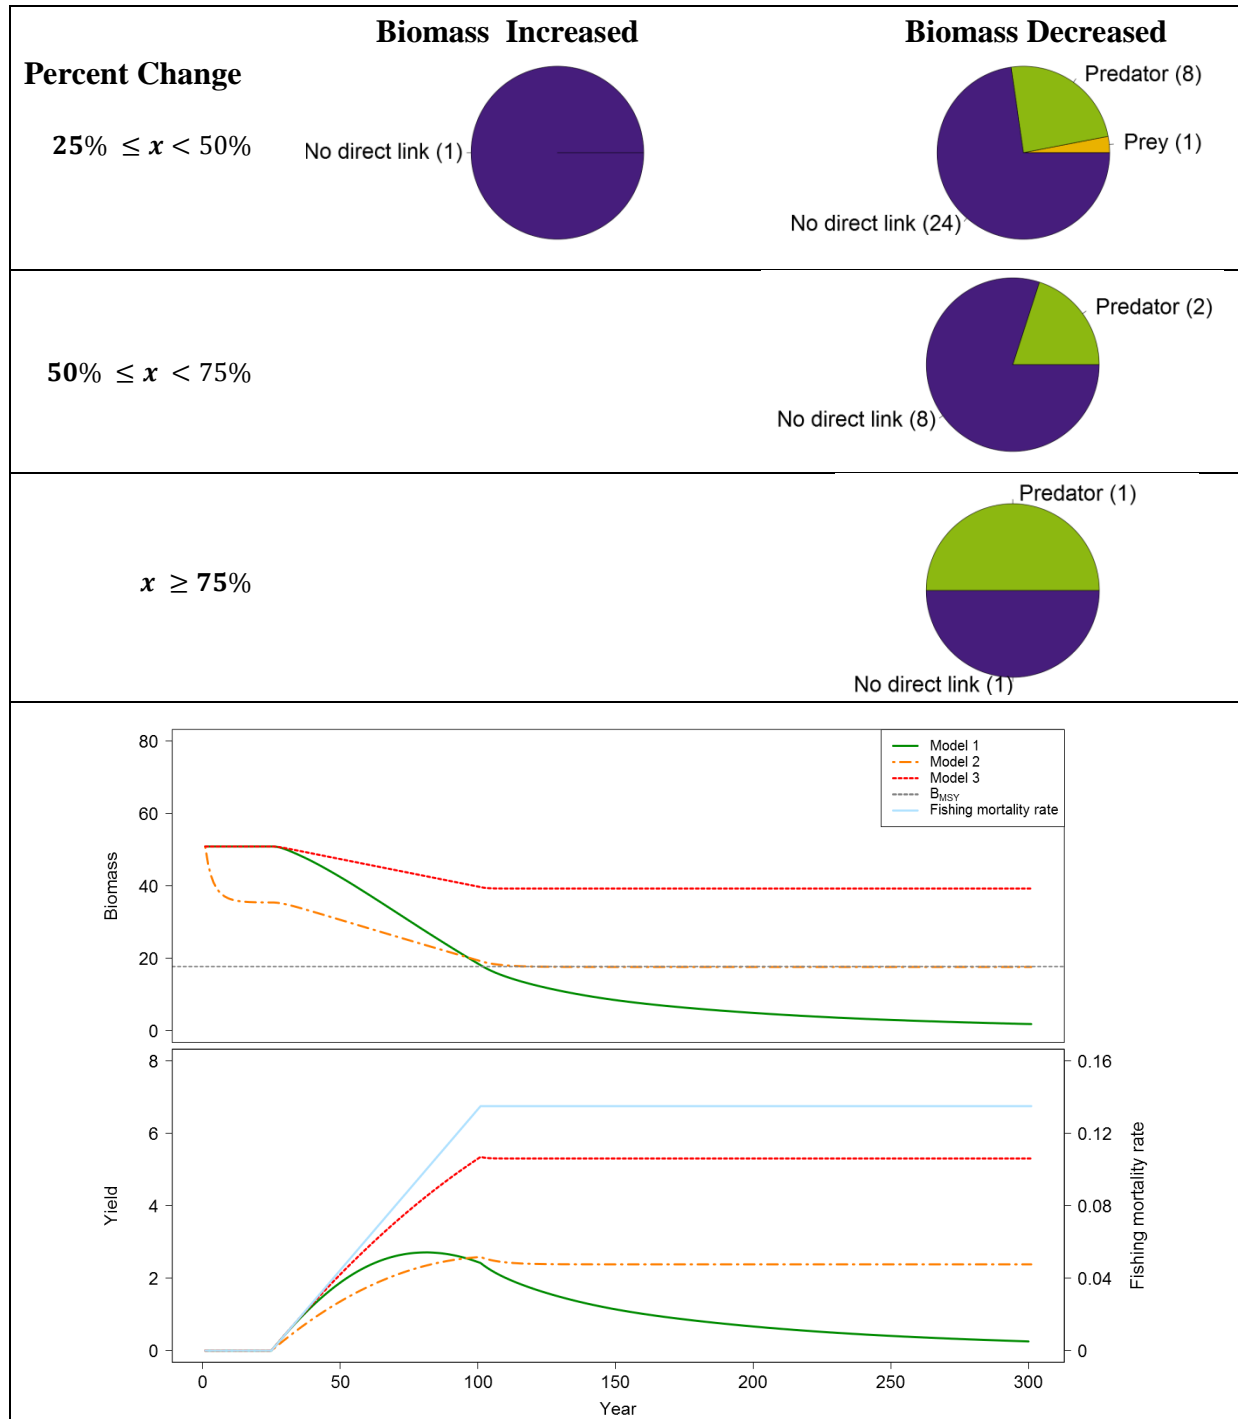 Biomass Increased
Biomass Decreased
Percent Change
25% ≤ x < 50%
No direct link (1)
Predator (8)
Prey (1)
No direct link (24)
50% ≤ x < 75%
Predator (2)
No direct link (8)
x ≥ 75%
Predator (1)
No direct link (1)
80
60
40
20
0
Biomass
Model 1
Model 2
Model 3
BMSY
Fishing mortality rate
8
6
4
2
0
Yield
0.16
0.12
0.08
0.04
0
Fishing mortality rate
0 50 100 150 200 250 300
Year